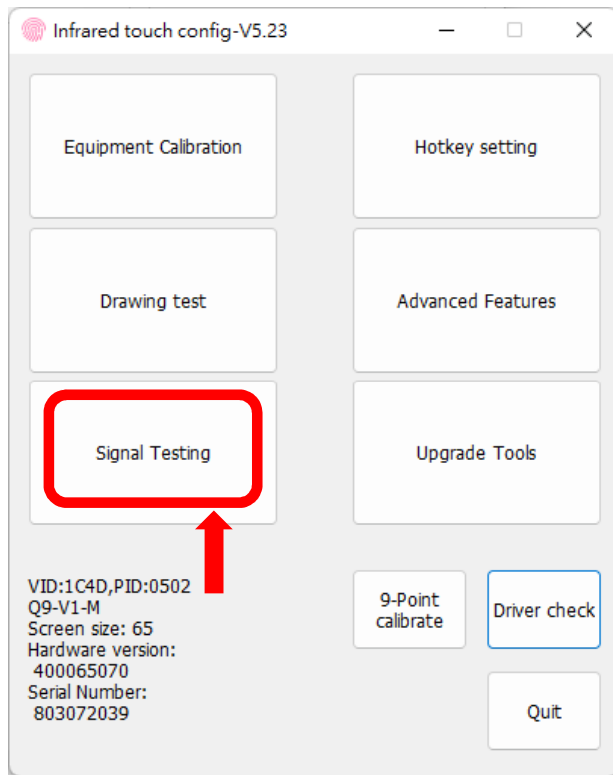 Infrared touch config-V5.23
Equipment Calibration
Hotkey setting
Drawing test
Advanced Features
Signal Testing
Upgrade Tools
VID:1C4D,PID:0502
Q9-V1-M
Screen size: 65
Hardware version:
400065070
Serial Number:
803072039
9-Point
calibrate
Driver check
Quit